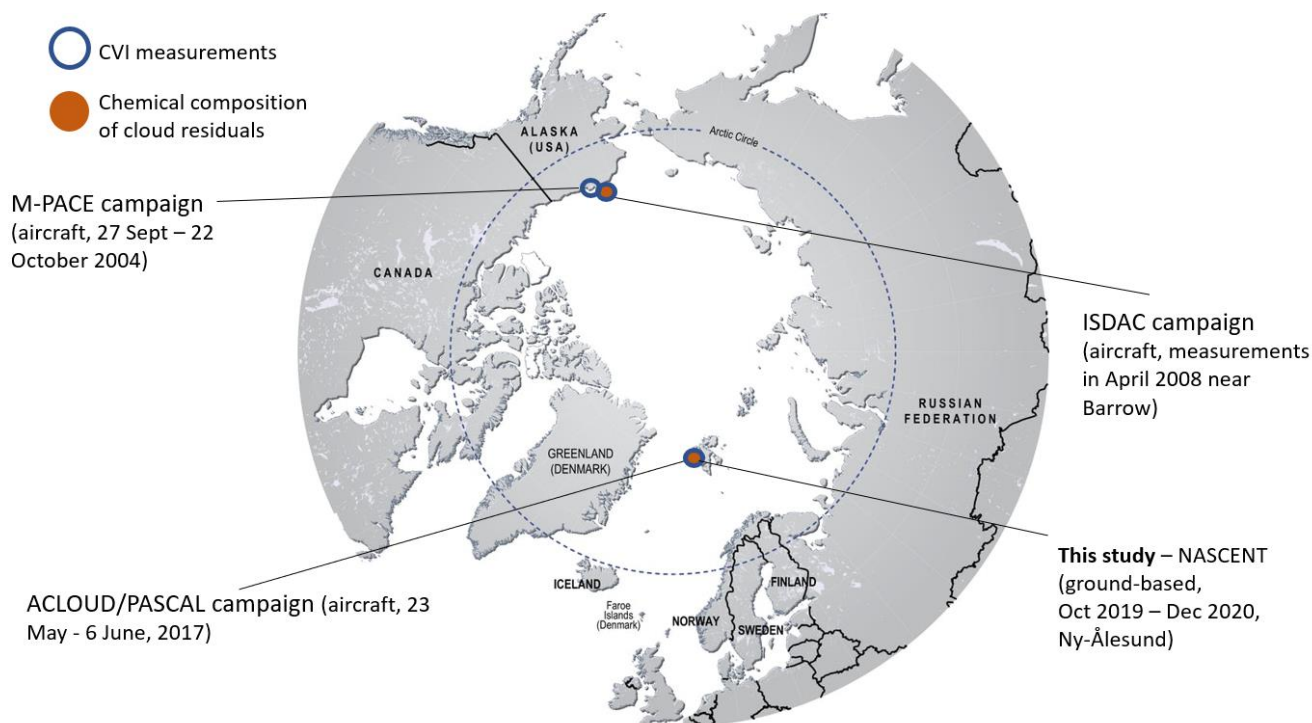 CVI measurements
Chemical composition
of cloud residuals
ALASKA
(USA)
Arctic Circle
M-PACE campaign
(aircraft, 27 Sept – 22
October 2004)
CANADA
ISDAC campaign
(aircraft, measurements
in April 2008 near
Barrow)
RUSSIAN
FEDERATION
GREENLAND
(DENMARK)
ICELAND
Faroe
Islands
(Denmark)
NORWAY
SWEDEN
FINLAND
ACLOUD/PASCAL campaign (aircraft, 23
May - 6 June, 2017)
This study – NASCENT
(ground-based,
Oct 2019 – Dec 2020,
Ny-Ålesund)